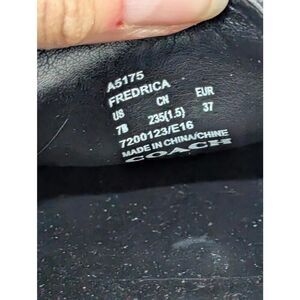 A5175
FREDRICA
US CN EUR
7B 235(1.5) 37
7200123/E16
MADE IN CHINA/CHINE
COACH